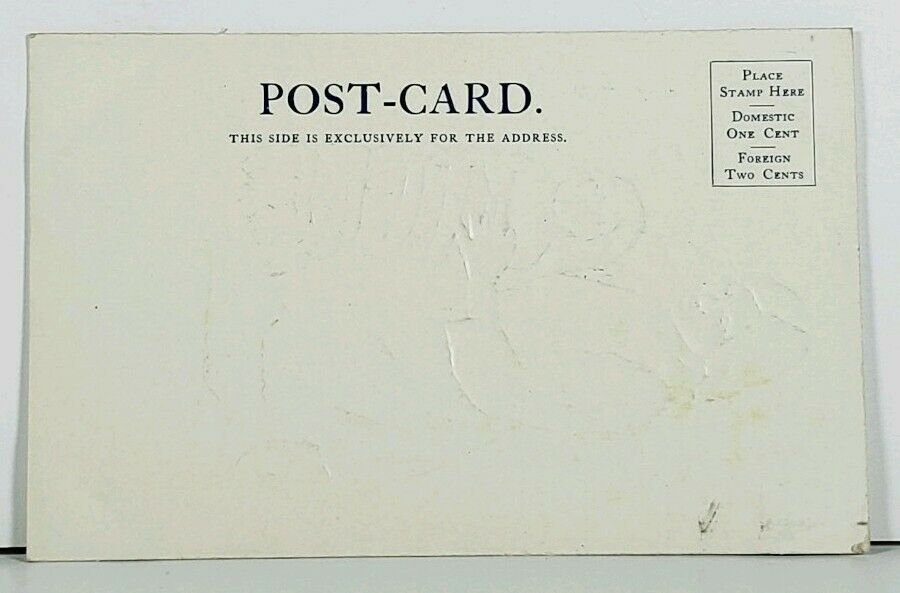 POST-CARD.
THIS SIDE IS EXCLUSIVELY FOR THE ADDRESS.
PLACE
STAMP HERE
DOMESTIC
ONE CENT
FOREIGN
TWO CENTS